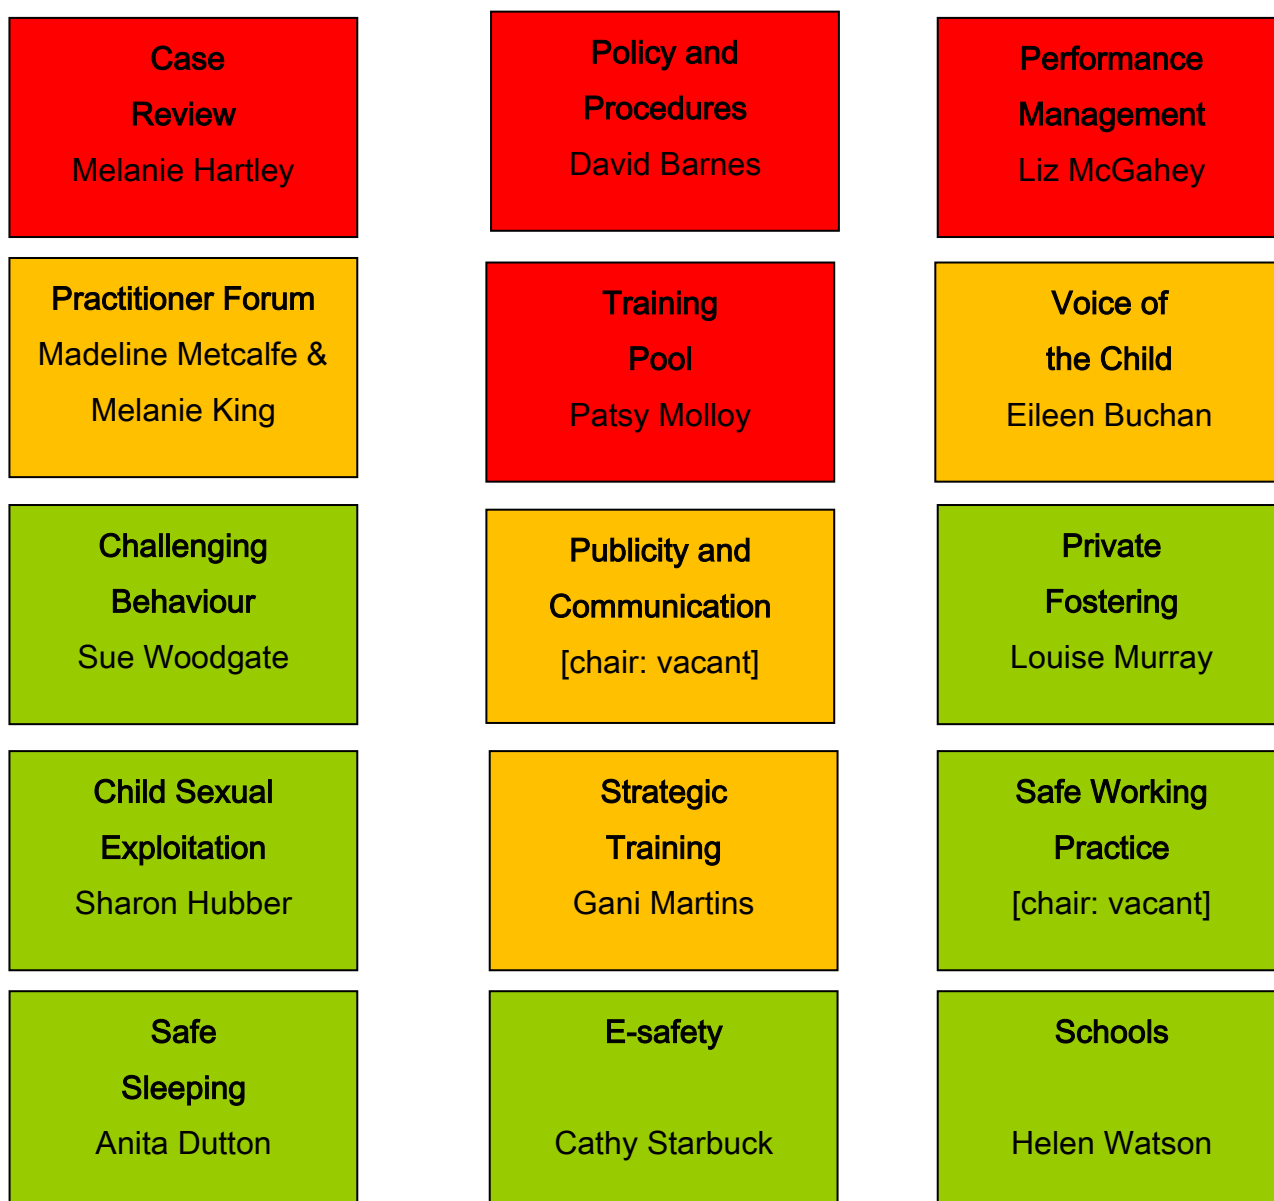 Case
Review
Melanie Hartley
Policy and
Procedures
David Barnes
Performance
Management
Liz McGahey
Practitioner Forum
Madeline Metcalfe &
Melanie King
Training
Pool
Patsy Molloy
Voice of
the Child
Eileen Buchan
Challenging
Behaviour
Sue Woodgate
Publicity and
Communication
[chair: vacant]
Private
Fostering
Louise Murray
Child Sexual
Exploitation
Sharon Hubber
Strategic
Training
Gani Martins
Safe Working
Practice
[chair: vacant]
Safe
Sleeping
Anita Dutton
E-safety
Cathy Starbuck
Schools
Helen Watson